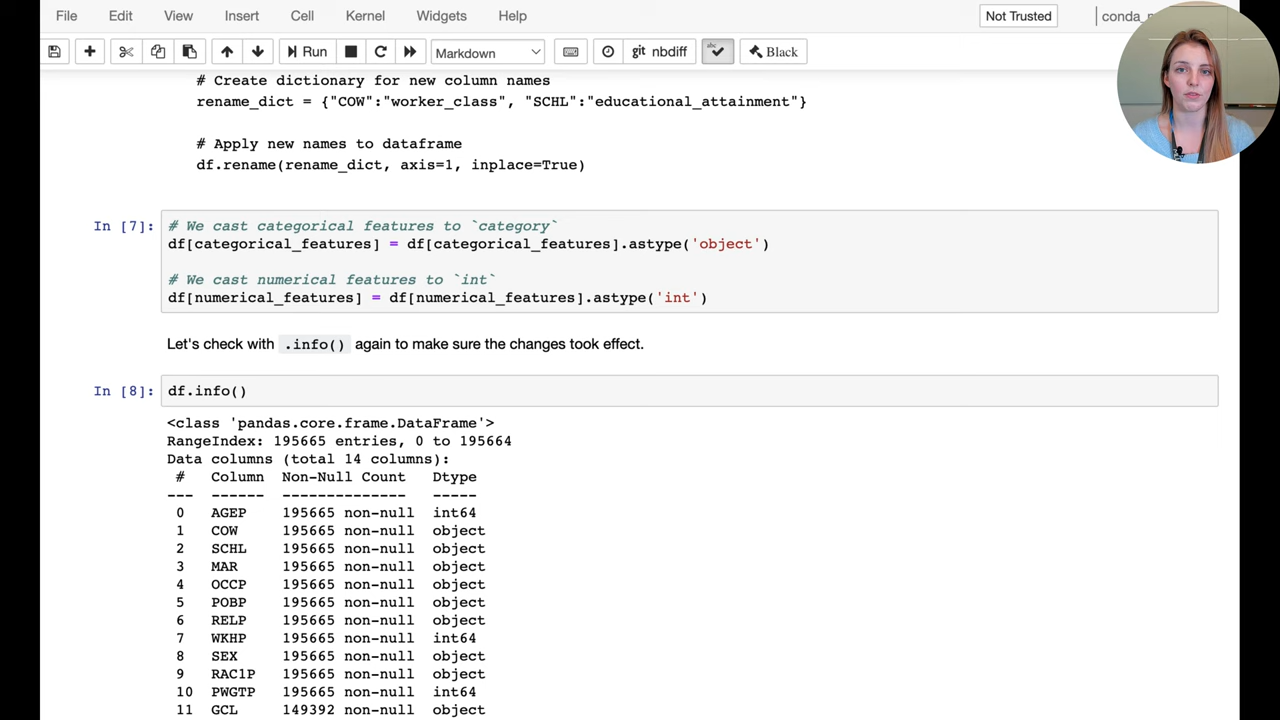 File Edit View Insert Cell Kernel Widgets Help Not Trusted
Run Markdown git nbdiff abc Black
# Create dictionary for new column names
rename_dict = {"COW":"worker_class", "SCHL":"educational_attainment"}
# Apply new names to dataframe
df.rename(rename_dict, axis=1, inplace=True)
In [7]: # We cast categorical features to `category`
df[categorical_features] = df[categorical_features].astype('object')
# We cast numerical features to `int`
df[numerical_features] = df[numerical_features].astype('int')
Let's check with .info() again to make sure the changes took effect.
In [8]: df.info()
<class 'pandas.core.frame.DataFrame'>
RangeIndex: 195665 entries, 0 to 195664
Data columns (total 14 columns):
# Column Non-Null Count Dtype
--- ------ -------------- -----
0 AGEP 195665 non-null int64
1 COW 195665 non-null object
2 SCHL 195665 non-null object
3 MAR 195665 non-null object
4 OCCP 195665 non-null object
5 POBP 195665 non-null object
6 RELP 195665 non-null object
7 WKHP 195665 non-null int64
8 SEX 195665 non-null object
9 RAC1P 195665 non-null object
10 PWGTP 195665 non-null int64
11 GCL 149392 non-null object